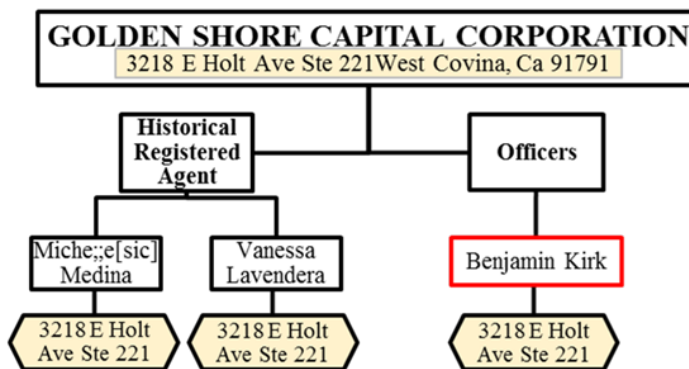 GOLDEN SHORE CAPITAL CORPORATION
3218 E Holt Ave Ste 221West Covina, Ca 91791
Historical
Registered
Agent
Officers
Miche;;e[sic]
Medina
Vanessa
Lavendera
Benjamin Kirk
3218 E Holt
Ave Ste 221
3218 E Holt
Ave Ste 221
3218 E Holt
Ave Ste 221